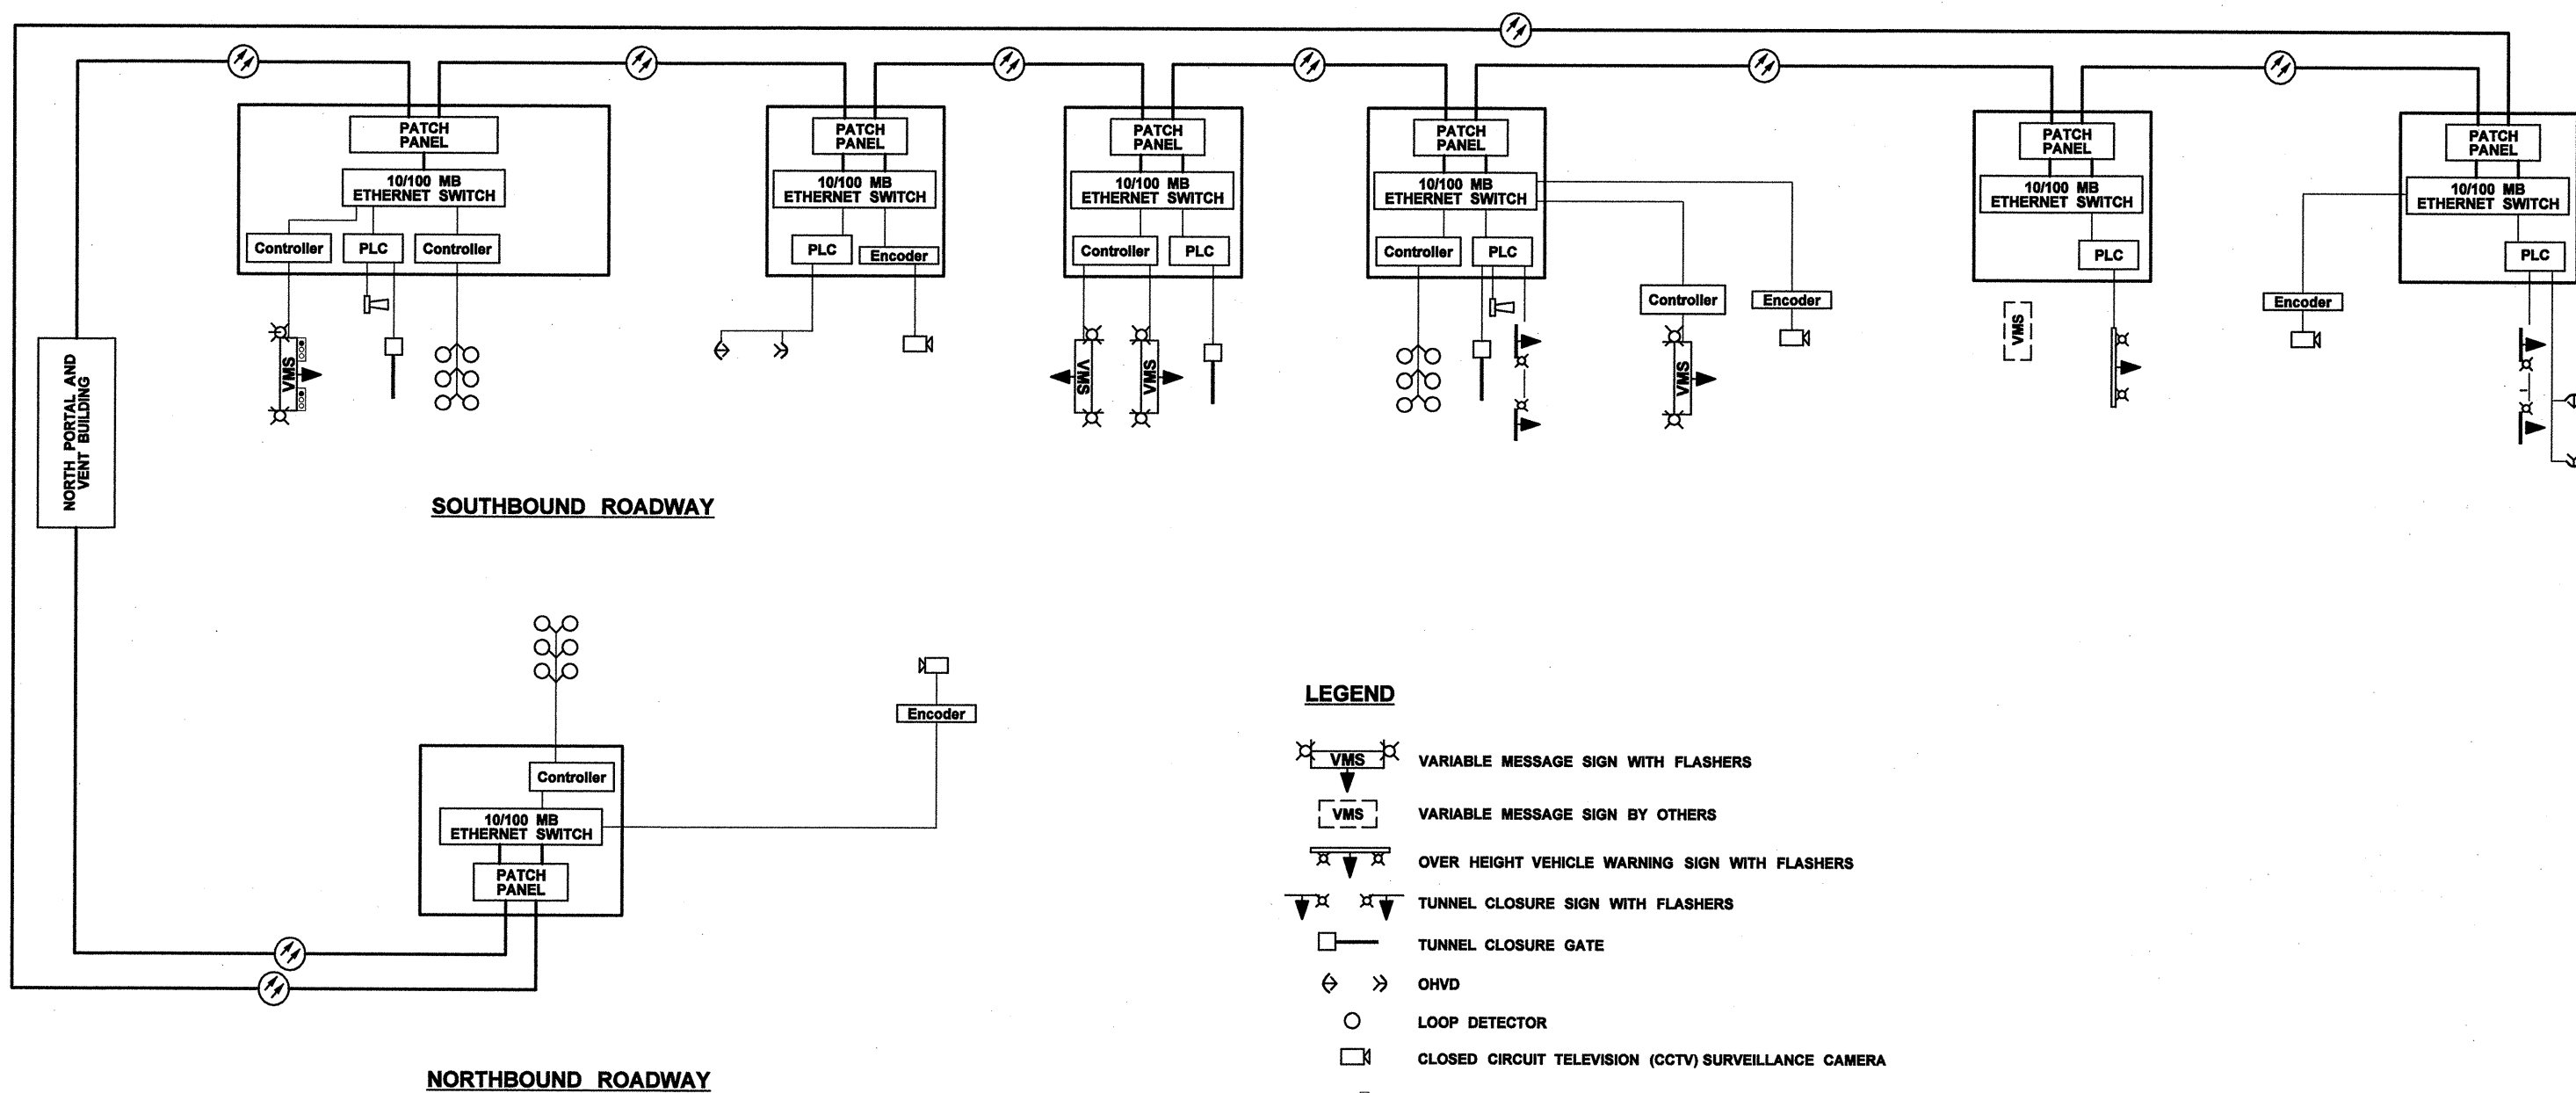 PATCH
PANEL
10/100 MB
ETHERNET SWITCH
Controller
PLC
Controller
VMS
PATCH
PANEL
10/100 MB
ETHERNET SWITCH
PLC
Encoder
PATCH
PANEL
10/100 MB
ETHERNET SWITCH
Controller
PLC
VMS
VMS
PATCH
PANEL
10/100 MB
ETHERNET SWITCH
Controller
PLC
Controller
VMS
Encoder
PATCH
PANEL
10/100 MB
ETHERNET SWITCH
PLC
VMS
PATCH
PANEL
10/100 MB
ETHERNET SWITCH
PLC
Encoder
NORTH PORTAL AND
VENT BUILDING
SOUTHBOUND ROADWAY
Encoder
Controller
10/100 MB
ETHERNET SWITCH
PATCH
PANEL
NORTHBOUND ROADWAY
LEGEND
VMS
VARIABLE MESSAGE SIGN WITH FLASHERS
VMS
VARIABLE MESSAGE SIGN BY OTHERS
OVER HEIGHT VEHICLE WARNING SIGN WITH FLASHERS
TUNNEL CLOSURE SIGN WITH FLASHERS
TUNNEL CLOSURE GATE
OHVD
LOOP DETECTOR
CLOSED CIRCUIT TELEVISION (CCTV) SURVEILLANCE CAMERA